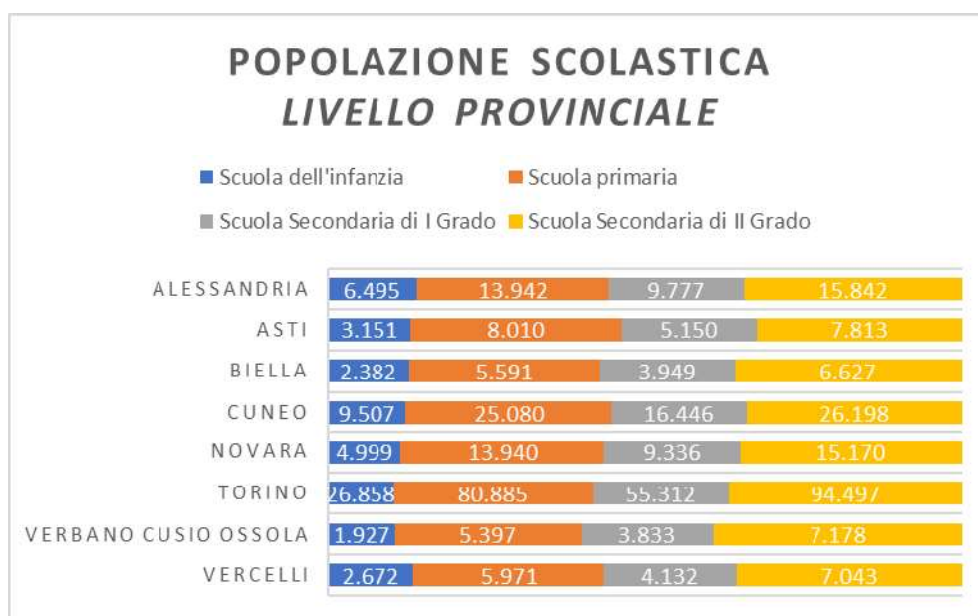 POPOLAZIONE SCOLASTICA
LIVELLO PROVINCIALE
Scuola dell'infanzia Scuola primaria
Scuola Secondaria di I Grado Scuola Secondaria di II Grado
ALESSANDRIA 6.495 13.942 9.777 15.842
ASTI 3.151 8.010 5.150 7.813
BIELLA 2.382 5.591 3.949 6.627
CUNEO 9.507 25.080 16.446 26.198
NOVARA 4.999 13.940 9.336 15.170
TORINO 26.858 80.885 55.312 94.497
VERBANO CUSIO OSSOLA 1.927 5.397 3.833 7.178
VERCELLI 2.672 5.971 4.132 7.043